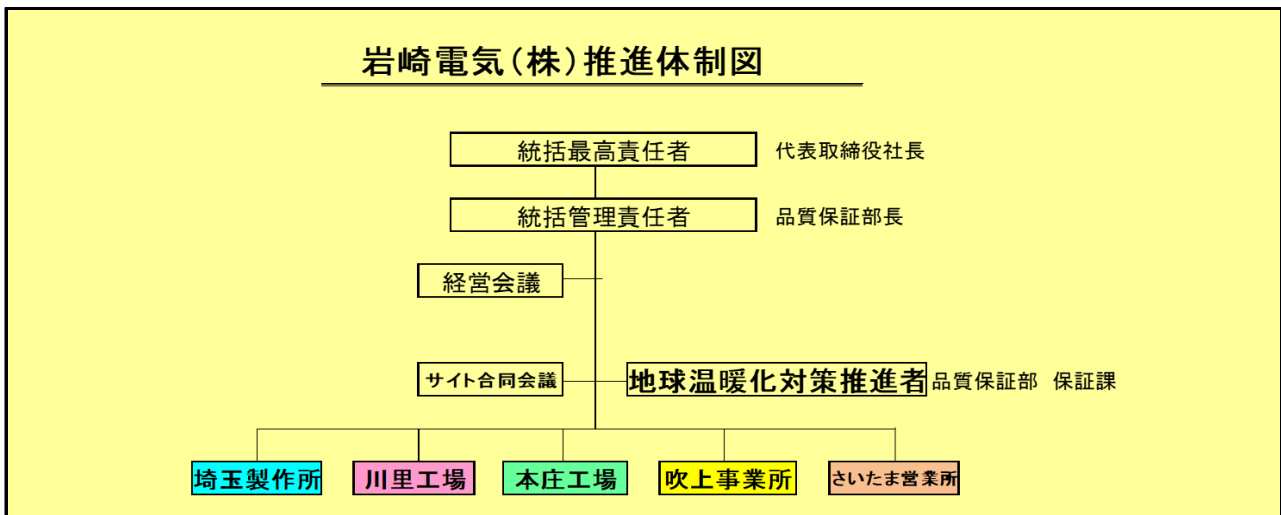 岩崎電気(株)推進体制図
統括最高責任者 代表取締役社長
統括管理責任者 品質保証部長
経営会議
サイト合同会議 地球温暖化対策推進者 品質保証部 保証課
埼玉製作所 川里工場 本庄工場 吹上事業所 さいたま営業所